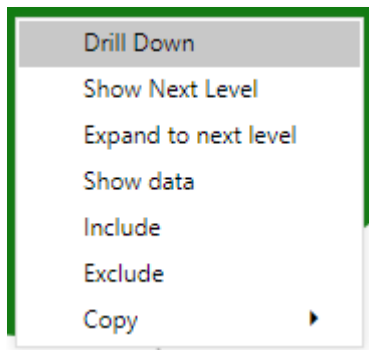 Drill Down
Show Next Level
Expand to next level
Show data
Include
Exclude
Copy